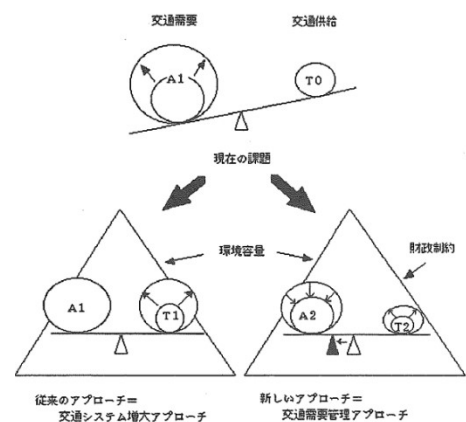 交通需要
交通供給
A1
T0
現在の課題
環境容量
財政制約
A1
T1
A2
T2
従来のアプローチ＝
交通システム増大アプローチ
新しいアプローチ＝
交通需要管理アプローチ